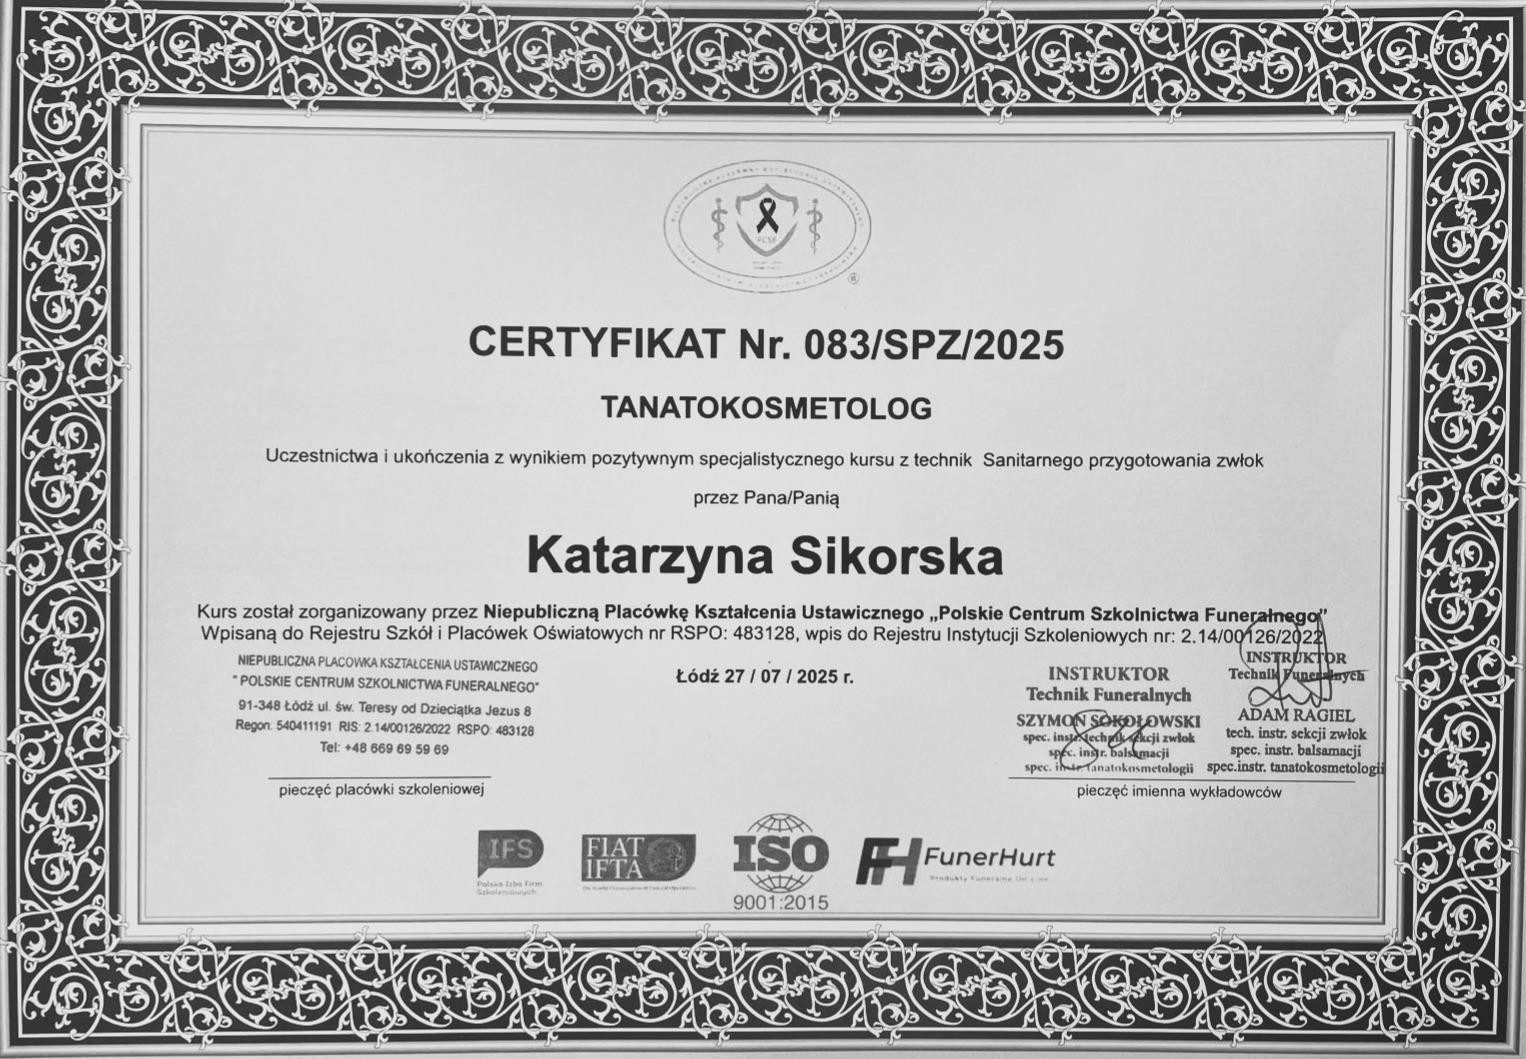 PCSF
®
CERTYFIKAT Nr. 083/SPZ/2025
TANATOKOSMETOLOG
Uczestnictwa i ukończenia z wynikiem pozytywnym specjalistycznego kursu z technik Sanitarnego przygotowania zwłok
przez Pana/Panią
Katarzyna Sikorska
Kurs został zorganizowany przez Niepubliczną Placówkę Kształcenia Ustawicznego „Polskie Centrum Szkolnictwa Funeralnego”
Wpisaną do Rejestru Szkół i Placówek Oświatowych nr RSPO: 483128, wpis do Rejestru Instytucji Szkoleniowych nr: 2.14/00126/2022
NIEPUBLICZNA PLACÓWKA KSZTAŁCENIA USTAWICZNEGO
"POLSKIE CENTRUM SZKOLNICTWA FUNERALNEGO"
91-348 Łódź ul. św. Teresy od Dzieciątka Jezus 8
Regon: 540411191 RIS: 2.14/00126/2022 RSPO: 483128
Tel: +48 669 69 59 69
pieczęć placówki szkoleniowej
Łódź 27 / 07 / 2025 r.
INSTRUKTOR
Technik Funeralnych
SZYMON SOKOŁOWSKI
spec. instr. technik sekcji zwłok
spec. instr. balsamacji
spec. instr. tanatokosmetologii
INSTRUKTOR
Technik Funeralnych
ADAM RAGIEL
tech. instr. sekcji zwłok
spec. instr. balsamacji
spec.instr. tanatokosmetologii
pieczęć imienna wykładowców
IFS
Polska Izba Firm
Szkoleniowych
FIAT
IFTA
ISO
9001:2015
FH FunerHurt
Produkty Funeralne On Line